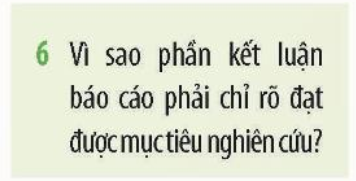 6 Vì sao phần kết luận
báo cáo phải chỉ rõ đạt
được mục tiêu nghiên cứu?